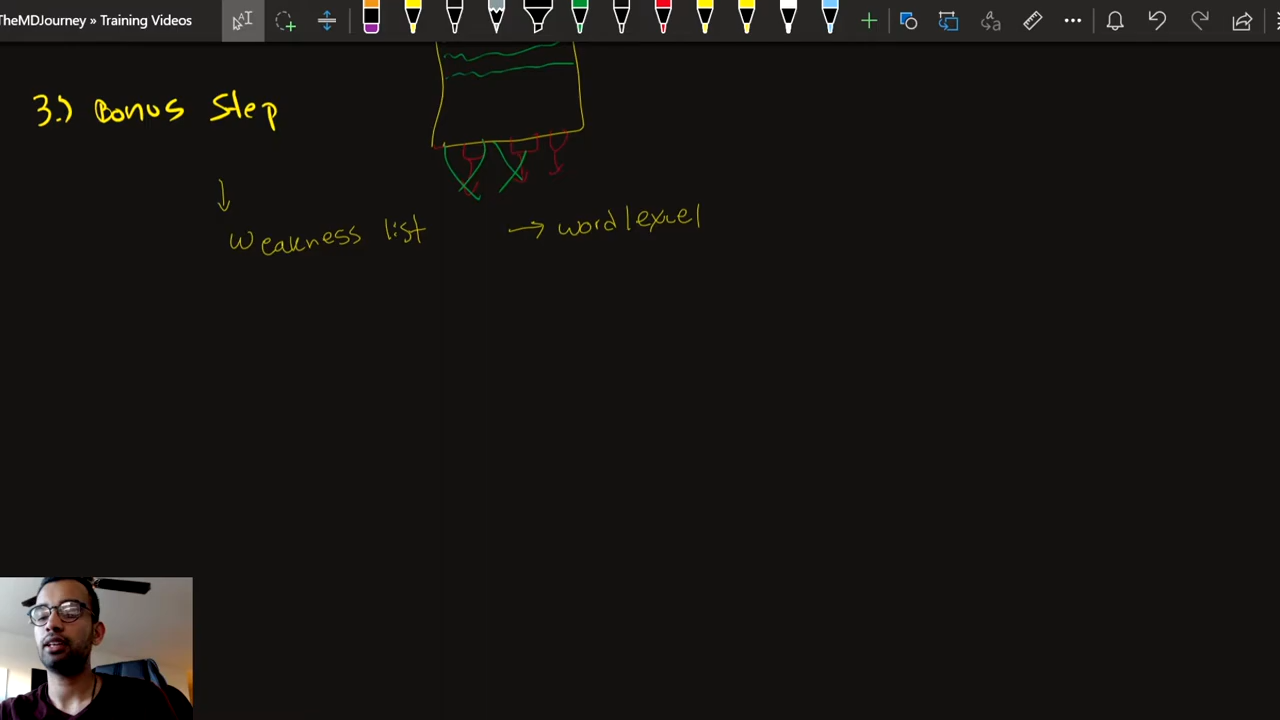 TheMDJourney » Training Videos
3.) Bonus Step
Weakness list → word/excel